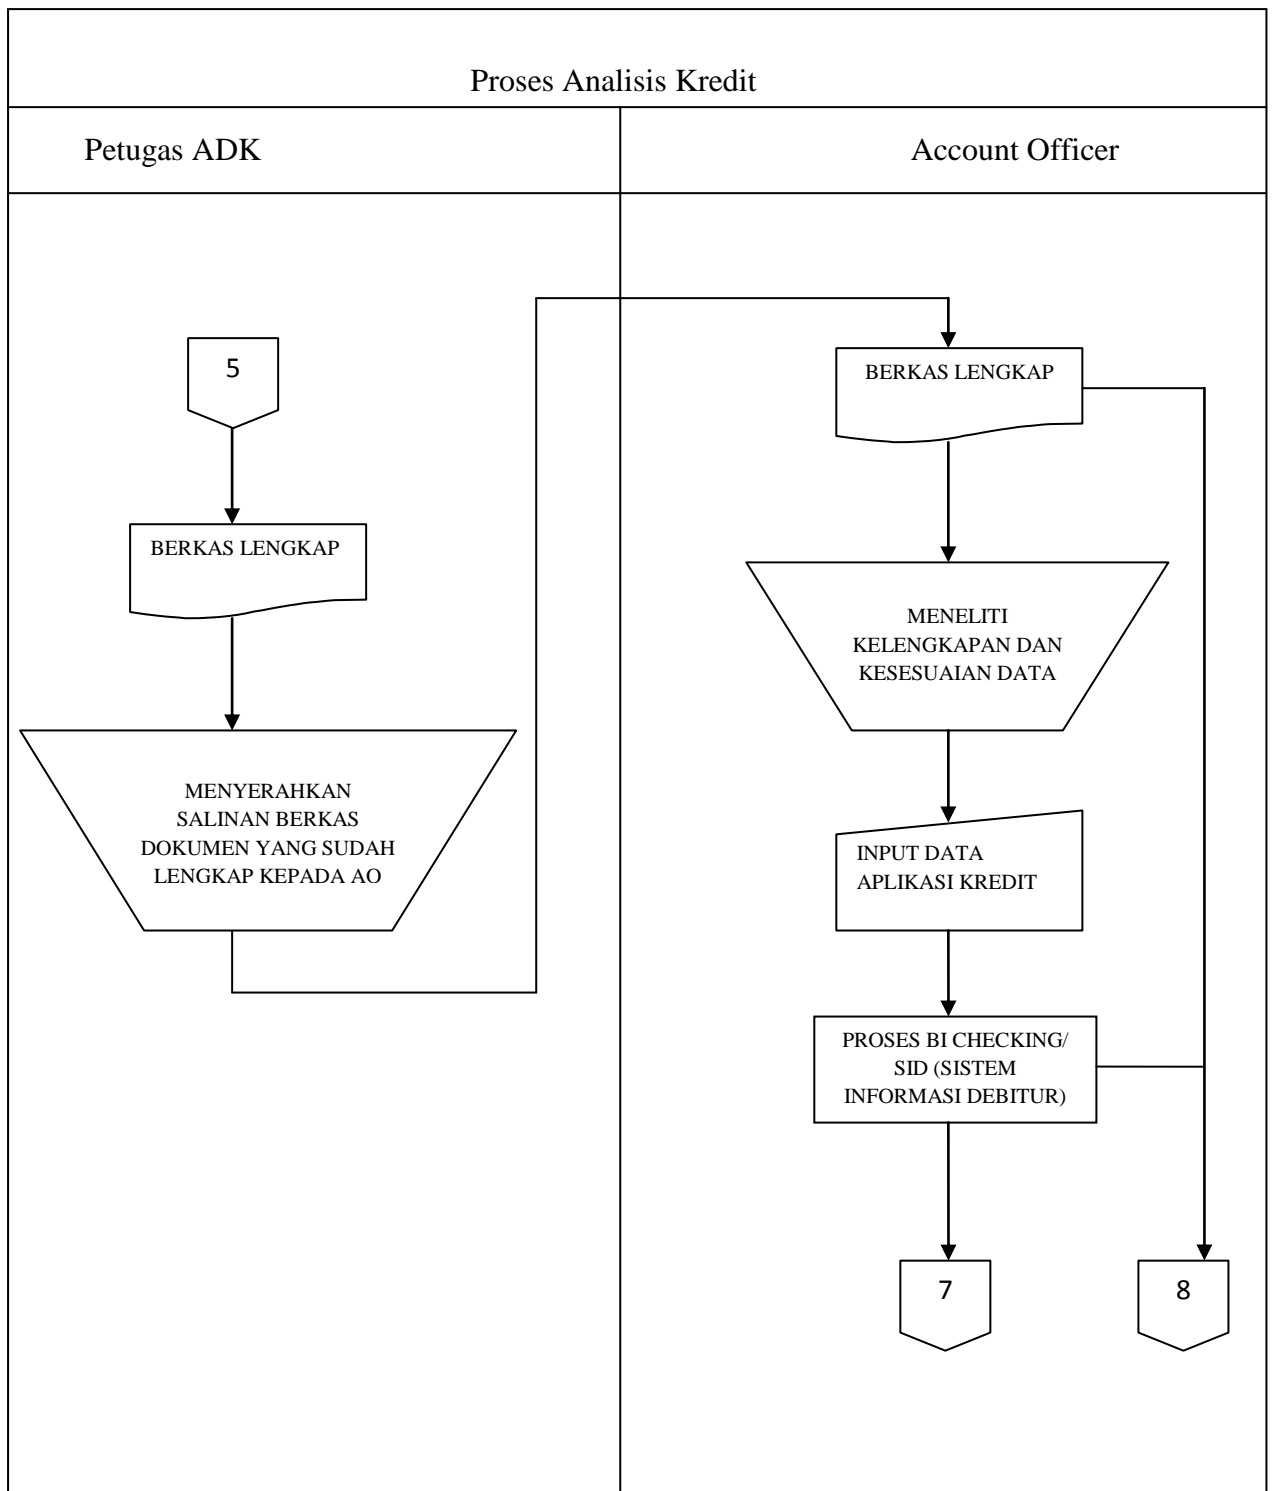 Proses Analisis Kredit
Petugas ADK
Account Officer
5
BERKAS LENGKAP
MENYERAHKAN
SALINAN BERKAS
DOKUMEN YANG SUDAH
LENGKAP KEPADA AO
BERKAS LENGKAP
MENELITI
KELENGKAPAN DAN
KESESUAIAN DATA
INPUT DATA
APLIKASI KREDIT
PROSES BI CHECKING/
SID (SISTEM
INFORMASI DEBITUR)
7
8